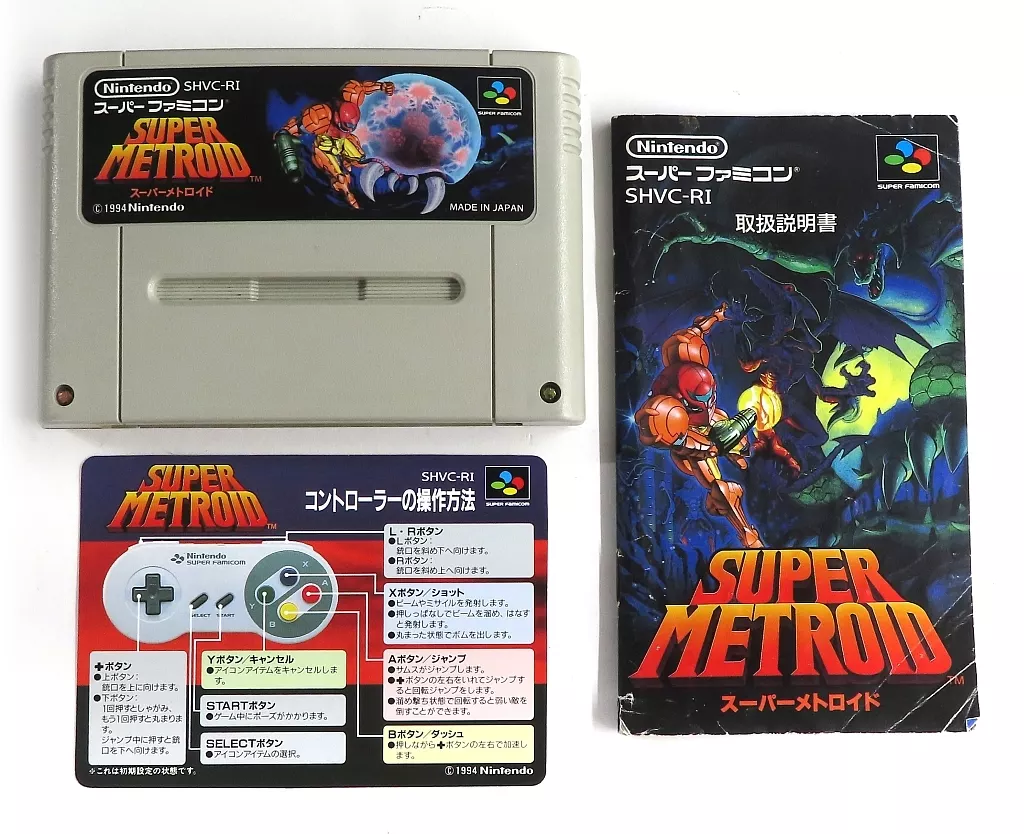 Nintendo SHVC-RI
スーパーファミコン®
SUPER FAMICOM
SUPER
METROID™
スーパーメトロイド
©1994 Nintendo
MADE IN JAPAN
Nintendo®
スーパーファミコン®
SHVC-RI
SUPER FAMICOM
取扱説明書
SUPER
METROID™
スーパーメトロイド
SUPER
METROID™
SHVC-RI
コントローラーの操作方法
SUPER FAMICOM
Nintendo
SUPER FAMICOM
SELECT START
X
A
Y
B
L・Rボタン
●Lボタン：
銃口を斜め下へ向けます。
●Rボタン：
銃口を斜め上へ向けます。
Xボタン/ショット
●ビームやミサイルを発射します。
●押しっぱなしでビームを溜め、はなす
と発射します。
●丸まった状態でボムを出します。
Aボタン/ジャンプ
●サムスがジャンプします。
●✚ボタンの左右をいれてジャンプす
ると回転ジャンプをします。
●溜め撃ち状態で回転すると弱い敵を
倒すことができます。
Bボタン/ダッシュ
●押しながら✚ボタンの左右で加速し
ます。
✚ボタン
●上ボタン：
銃口を上に向けます。
●下ボタン：
1回押すとしゃがみ、
もう1回押すと丸まりま
す。
ジャンプ中に押すと銃
口を下へ向けます。
Yボタン/キャンセル
●アイコンアイテムをキャンセルしま
す。
STARTボタン
●ゲーム中にポーズがかかります。
SELECTボタン
●アイコンアイテムの選択。
※これは初期設定の状態です。
©1994 Nintendo